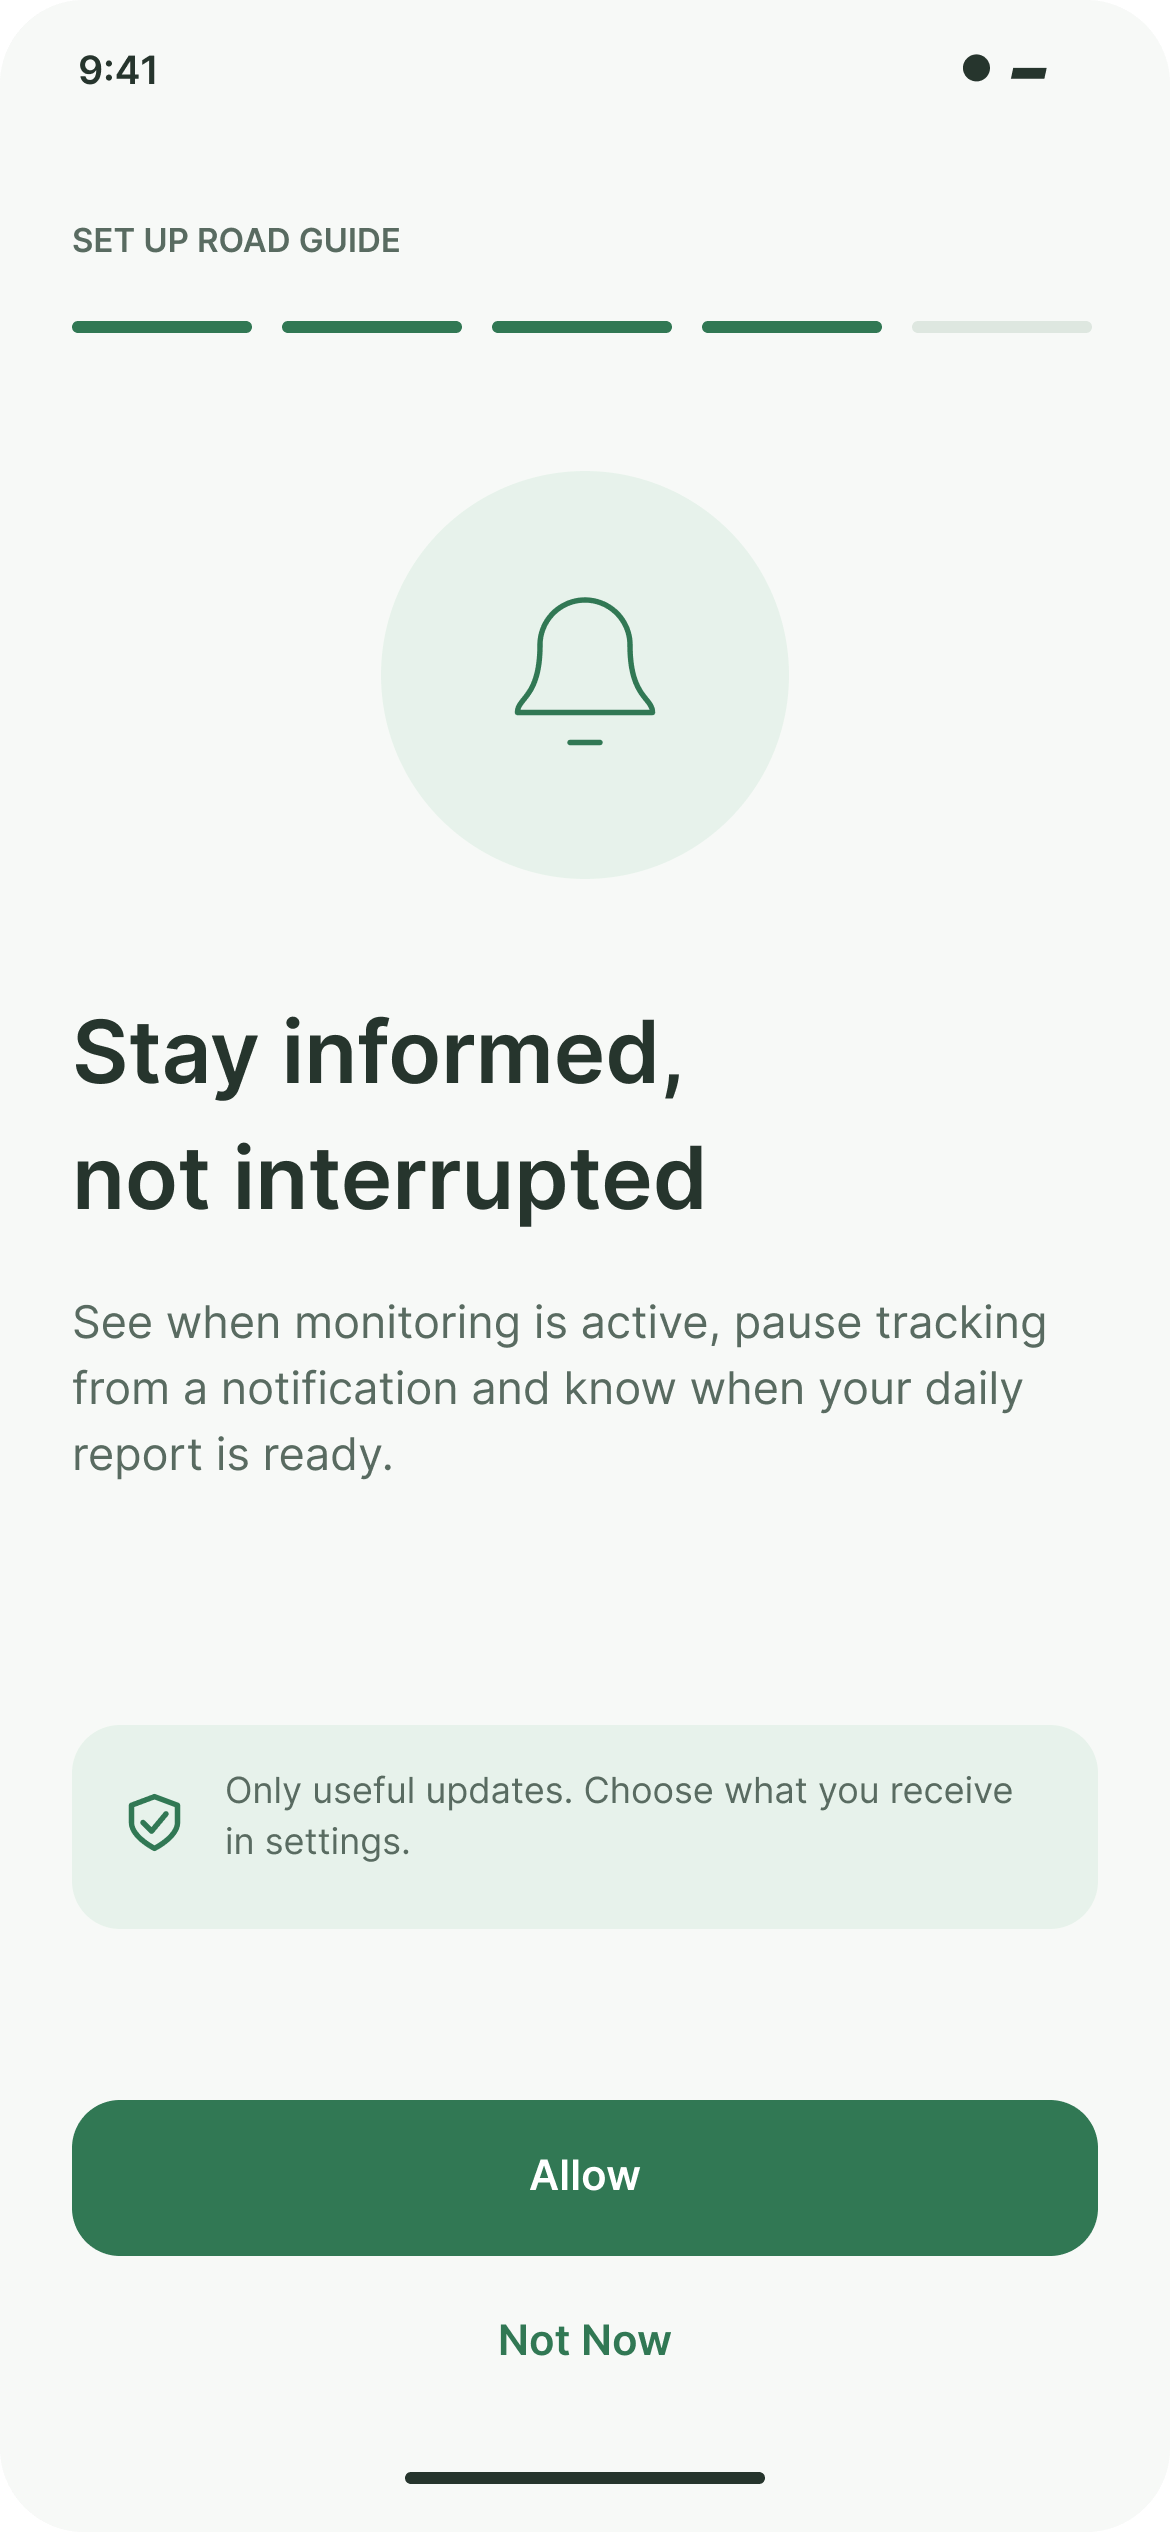 9:41
SET UP ROAD GUIDE
Stay informed,
not interrupted
See when monitoring is active, pause tracking
from a notification and know when your daily
report is ready.
Only useful updates. Choose what you receive
in settings.
Allow
Not Now